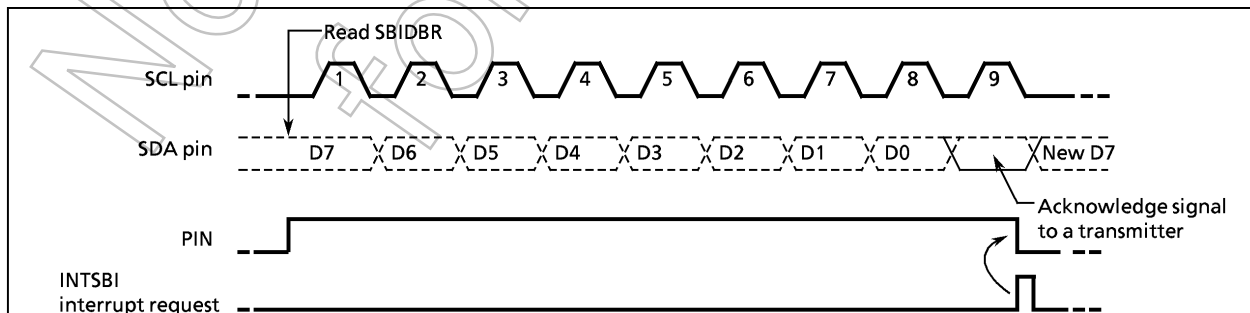 Read SBIDBR
SCL pin
1 2 3 4 5 6 7 8 9
SDA pin
D7 D6 D5 D4 D3 D2 D1 D0 New D7
Acknowledge signal
to a transmitter
PIN
INTSBI
interrupt request